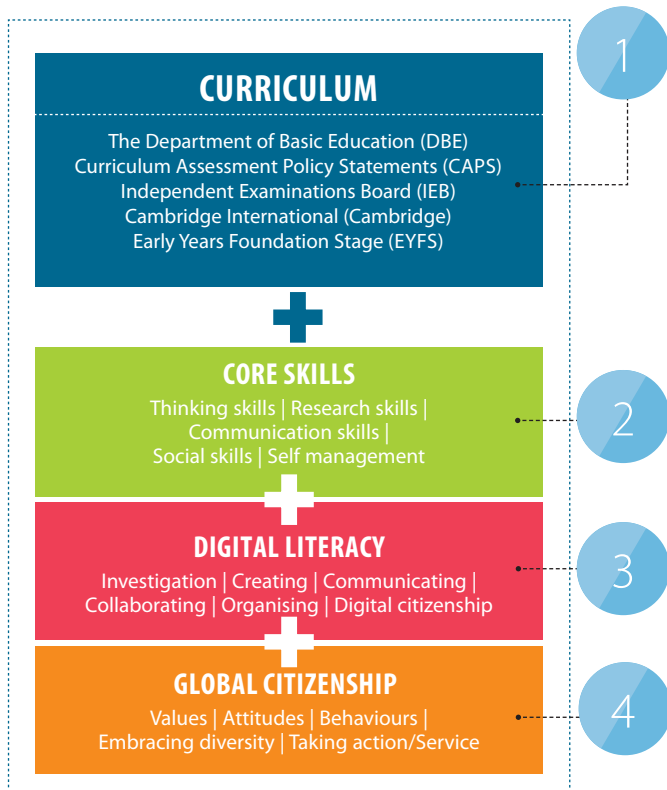 1
CURRICULUM
The Department of Basic Education (DBE)
Curriculum Assessment Policy Statements (CAPS)
Independent Examinations Board (IEB)
Cambridge International (Cambridge)
Early Years Foundation Stage (EYFS)
CORE SKILLS
Thinking skills | Research skills |
Communication skills |
Social skills | Self management
2
DIGITAL LITERACY
Investigation | Creating | Communicating |
Collaborating | Organising | Digital citizenship
3
GLOBAL CITIZENSHIP
Values | Attitudes | Behaviours |
Embracing diversity | Taking action/Service
4